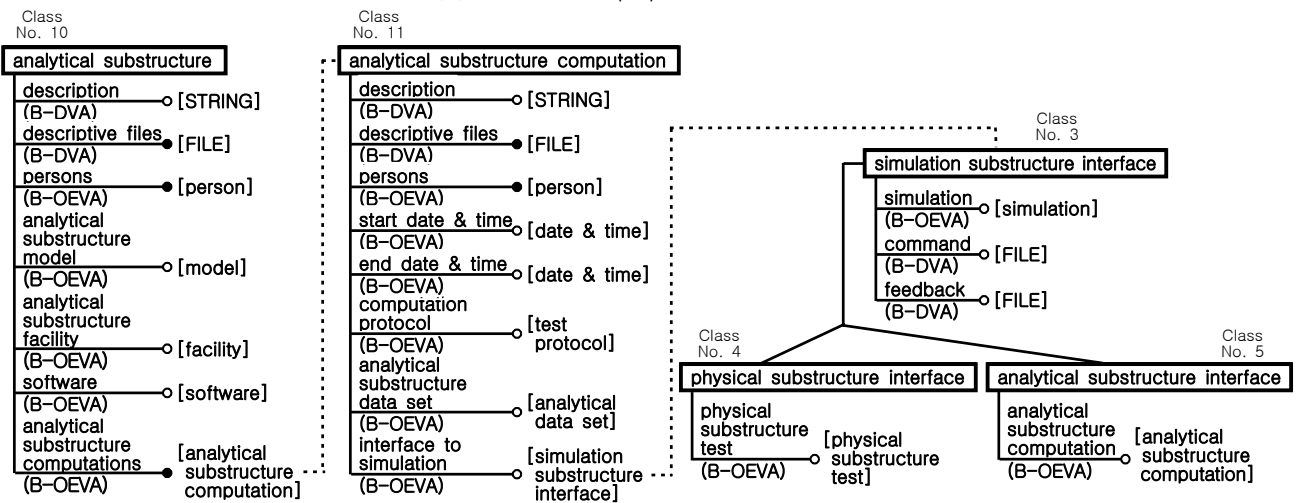 Class
No. 10
analytical substructure
description
(B-DVA)
[STRING]
descriptive files
(B-DVA)
[FILE]
persons
(B-OEVA)
[person]
analytical
substructure
model
(B-OEVA)
[model]
analytical
substructure
facility
(B-OEVA)
[facility]
software
(B-OEVA)
[software]
analytical
substructure
computations
(B-OEVA)
[analytical
substructure
computation]
Class
No. 11
analytical substructure computation
description
(B-DVA)
[STRING]
descriptive files
(B-DVA)
[FILE]
persons
(B-OEVA)
[person]
start date & time
(B-OEVA)
[date & time]
end date & time
(B-OEVA)
[date & time]
computation
protocol
(B-OEVA)
[test
protocol]
analytical
substructure
data set
(B-OEVA)
[analytical
data set]
interface to
simulation
(B-OEVA)
[simulation
substructure
interface]
Class
No. 3
simulation substructure interface
simulation
(B-OEVA)
[simulation]
command
(B-DVA)
[FILE]
feedback
(B-DVA)
[FILE]
Class
No. 4
physical substructure interface
physical
substructure
test
(B-OEVA)
[physical
substructure
test]
Class
No. 5
analytical substructure interface
analytical
substructure
computation
(B-OEVA)
[analytical
substructure
computation]